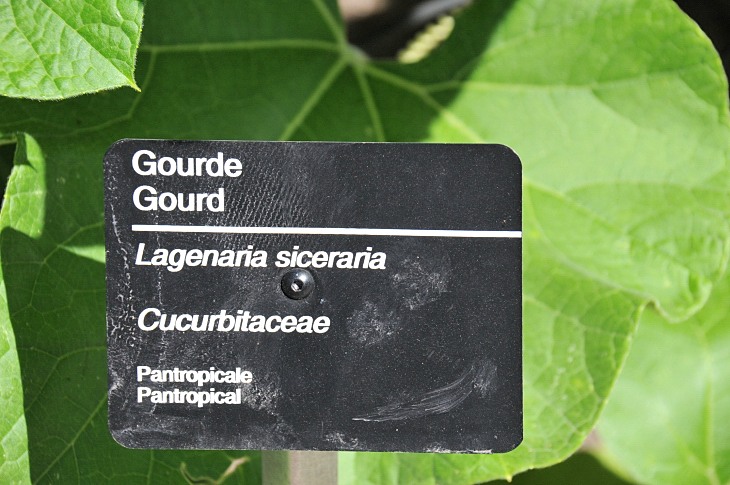 Gourde
Gourd
Lagenaria siceraria
Cucurbitaceae
Pantropicale
Pantropical